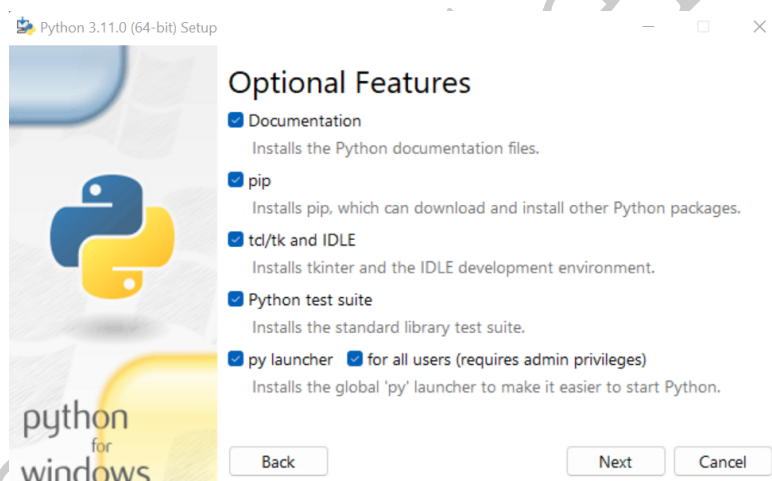 Python 3.11.0 (64-bit) Setup
Optional Features
Documentation
Installs the Python documentation files.
pip
Installs pip, which can download and install other Python packages.
tcl/tk and IDLE
Installs tkinter and the IDLE development environment.
Python test suite
Installs the standard library test suite.
py launcher for all users (requires admin privileges)
Installs the global 'py' launcher to make it easier to start Python.
python
for
windows
Back Next Cancel